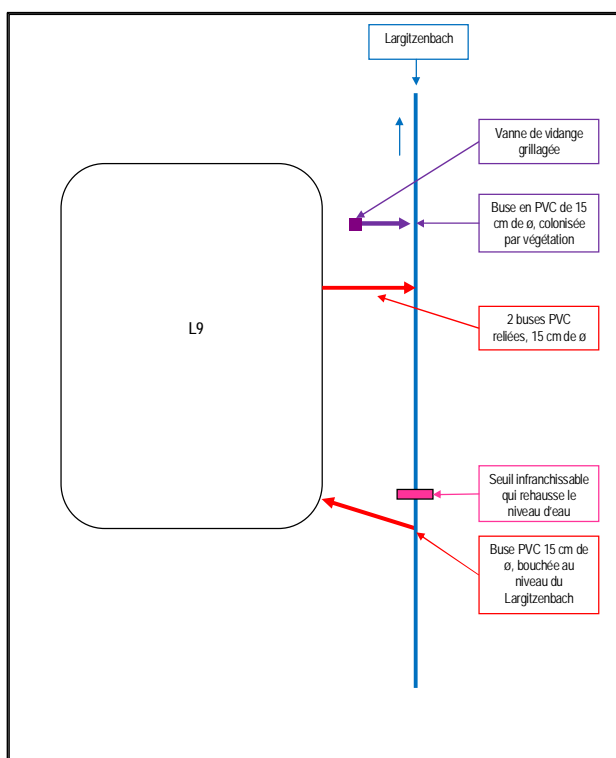 Largitzenbach
Vanne de vidange
grillagée
Buse en PVC de 15
cm de ø, colonisée
par végétation
L9
2 buses PVC
reliées, 15 cm de ø
Seuil infranchissable
qui rehausse le
niveau d'eau
Buse PVC 15 cm de
ø, bouchée au
niveau du
Largitzenbach